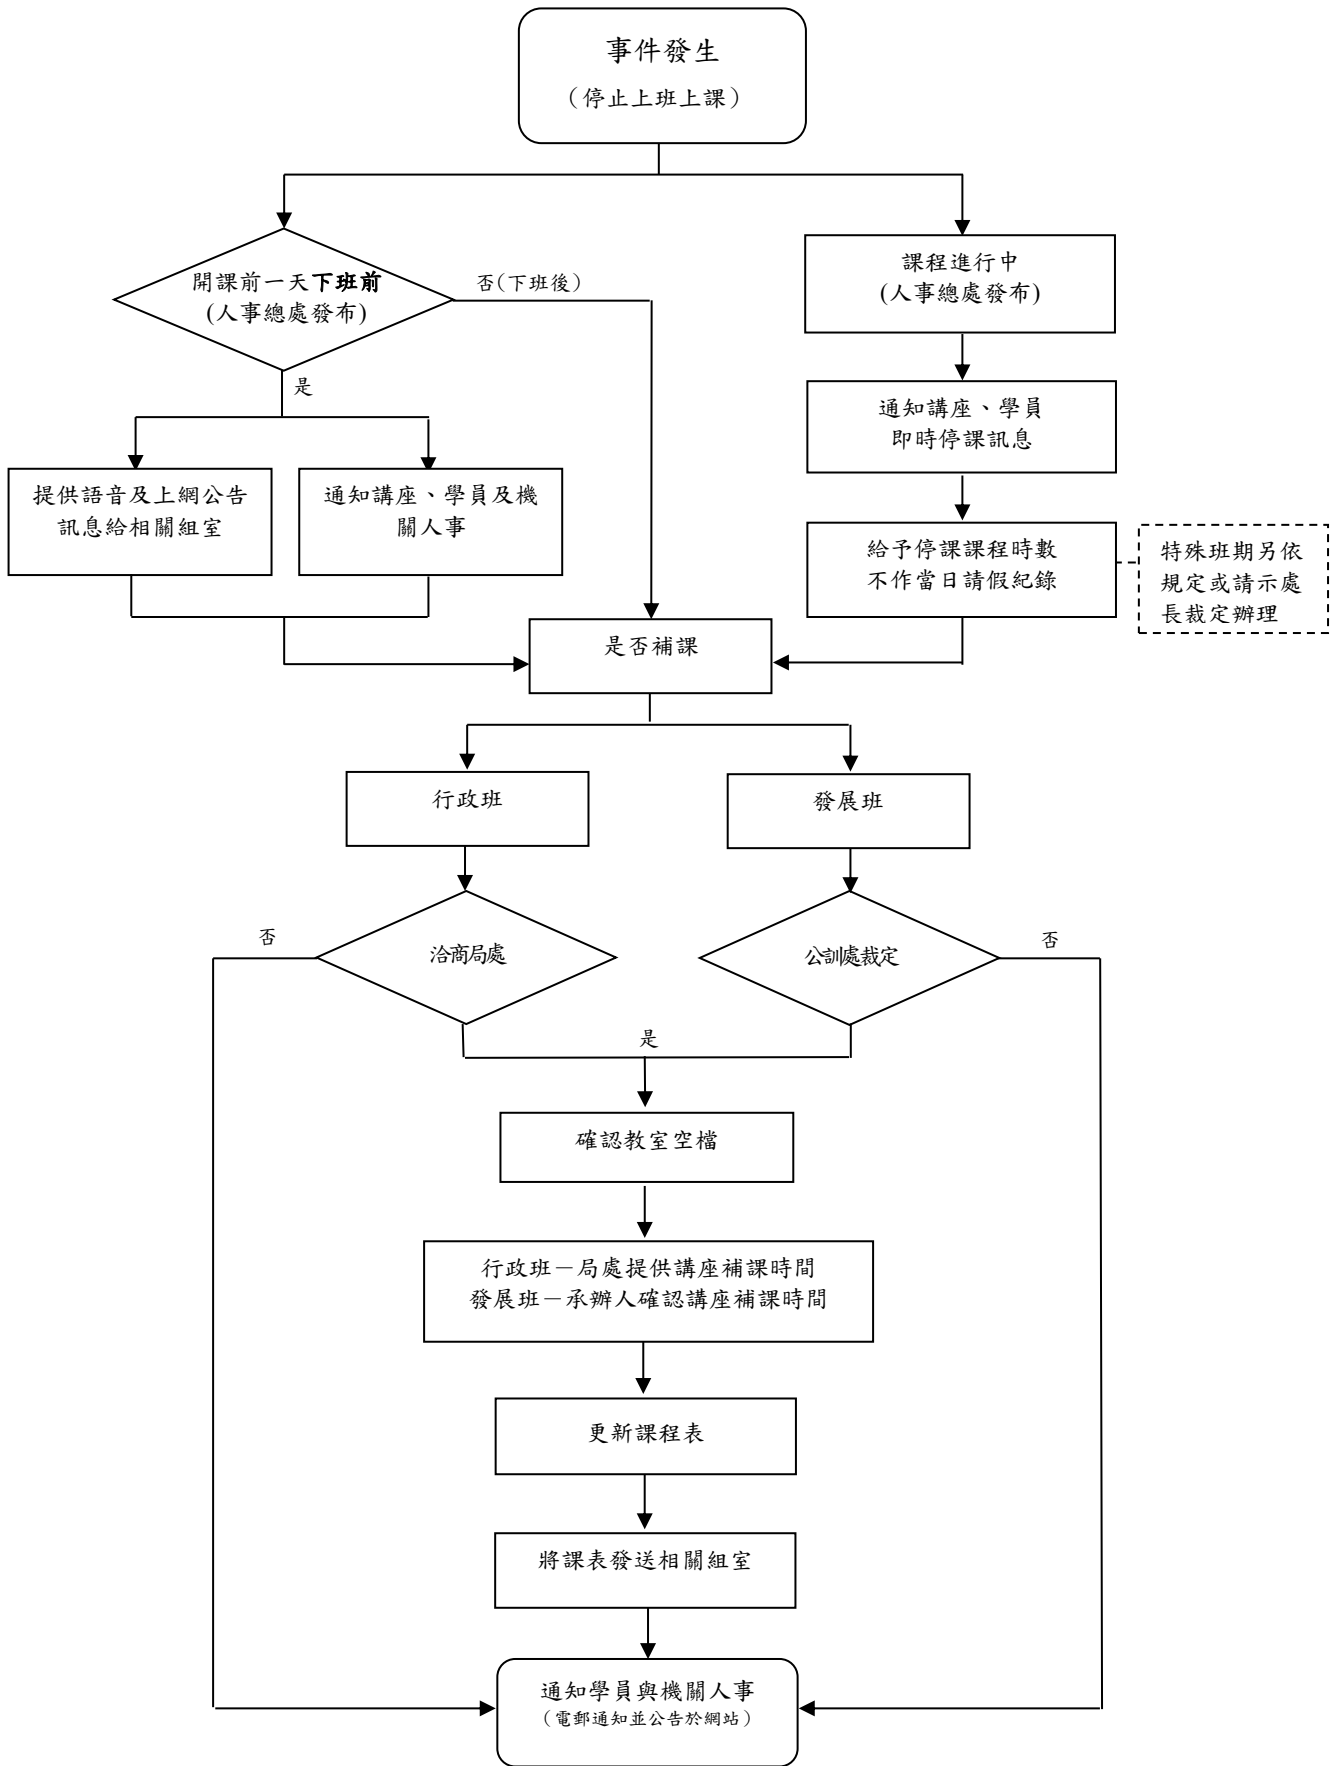 事件發生
（停止上班上課）
開課前一天下班前
(人事總處發布)
否(下班後)
課程進行中
(人事總處發布)
是
通知講座、學員
即時停課訊息
提供語音及上網公告
訊息給相關組室
通知講座、學員及機
關人事
給予停課課程時數
不作當日請假紀錄
特殊班期另依
規定或請示處
長裁定辦理
是否補課
行政班
發展班
否
洽商局處
公訓處裁定
否
是
確認教室空檔
行政班－局處提供講座補課時間
發展班－承辦人確認講座補課時間
更新課程表
將課表發送相關組室
通知學員與機關人事
（電郵通知並公告於網站）